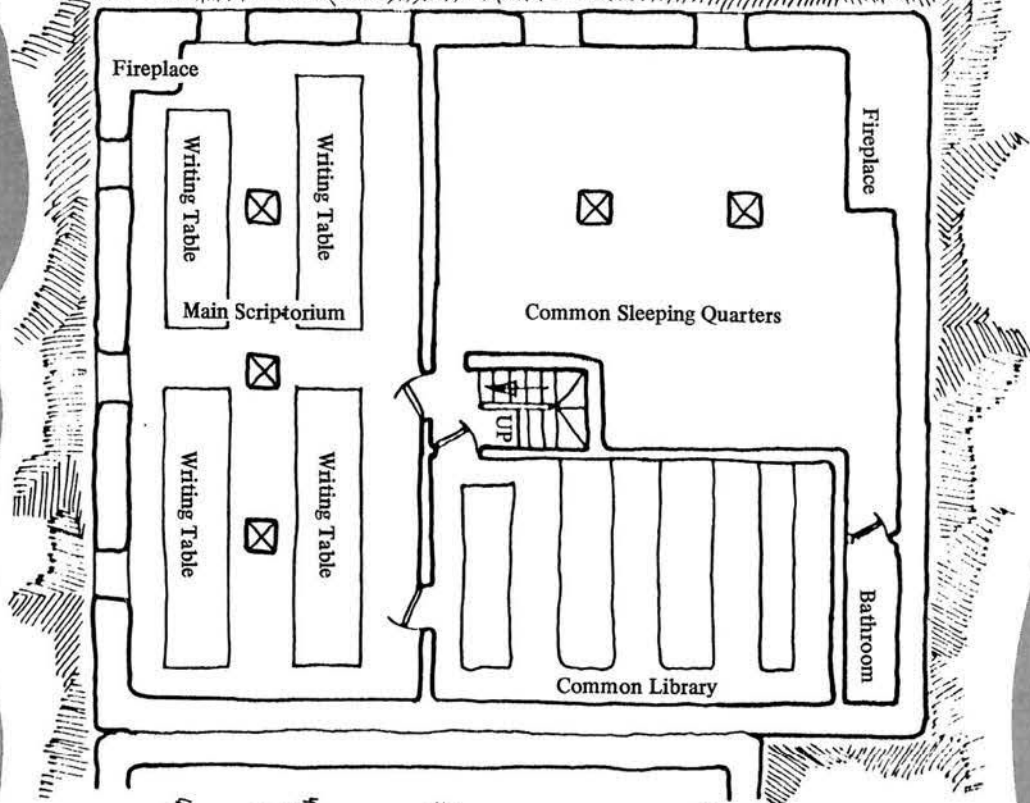 Fireplace
Fireplace
Writing Table
Writing Table
Main Scriptorium
Common Sleeping Quarters
UP
Writing Table
Writing Table
Bathroom
Common Library